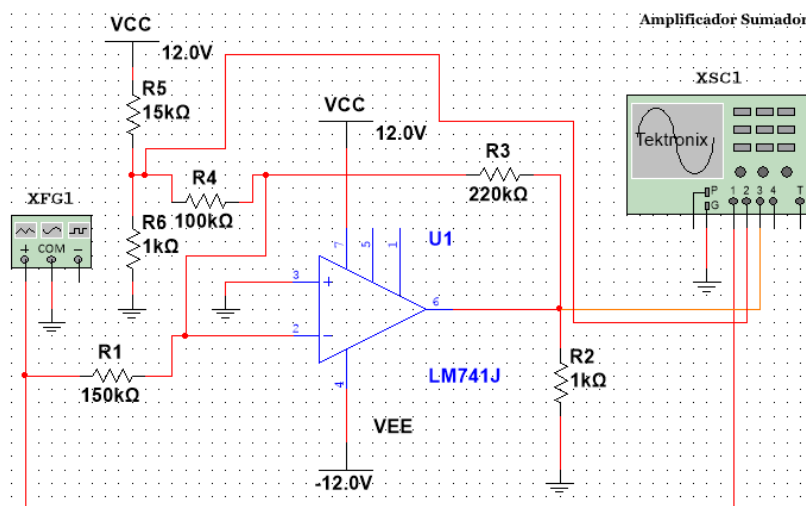 Amplificador Sumador
VCC
12.0V
R5
15kΩ
XSC1
VCC
12.0V
Tektronix
P
G
1 2 3 4 T
R3
220kΩ
R4
100kΩ
XFG1
+ COM −
R6
1kΩ
7 5 1
U1
3
+
6
2
−
R1
150kΩ
4
LM741J
R2
1kΩ
VEE
-12.0V